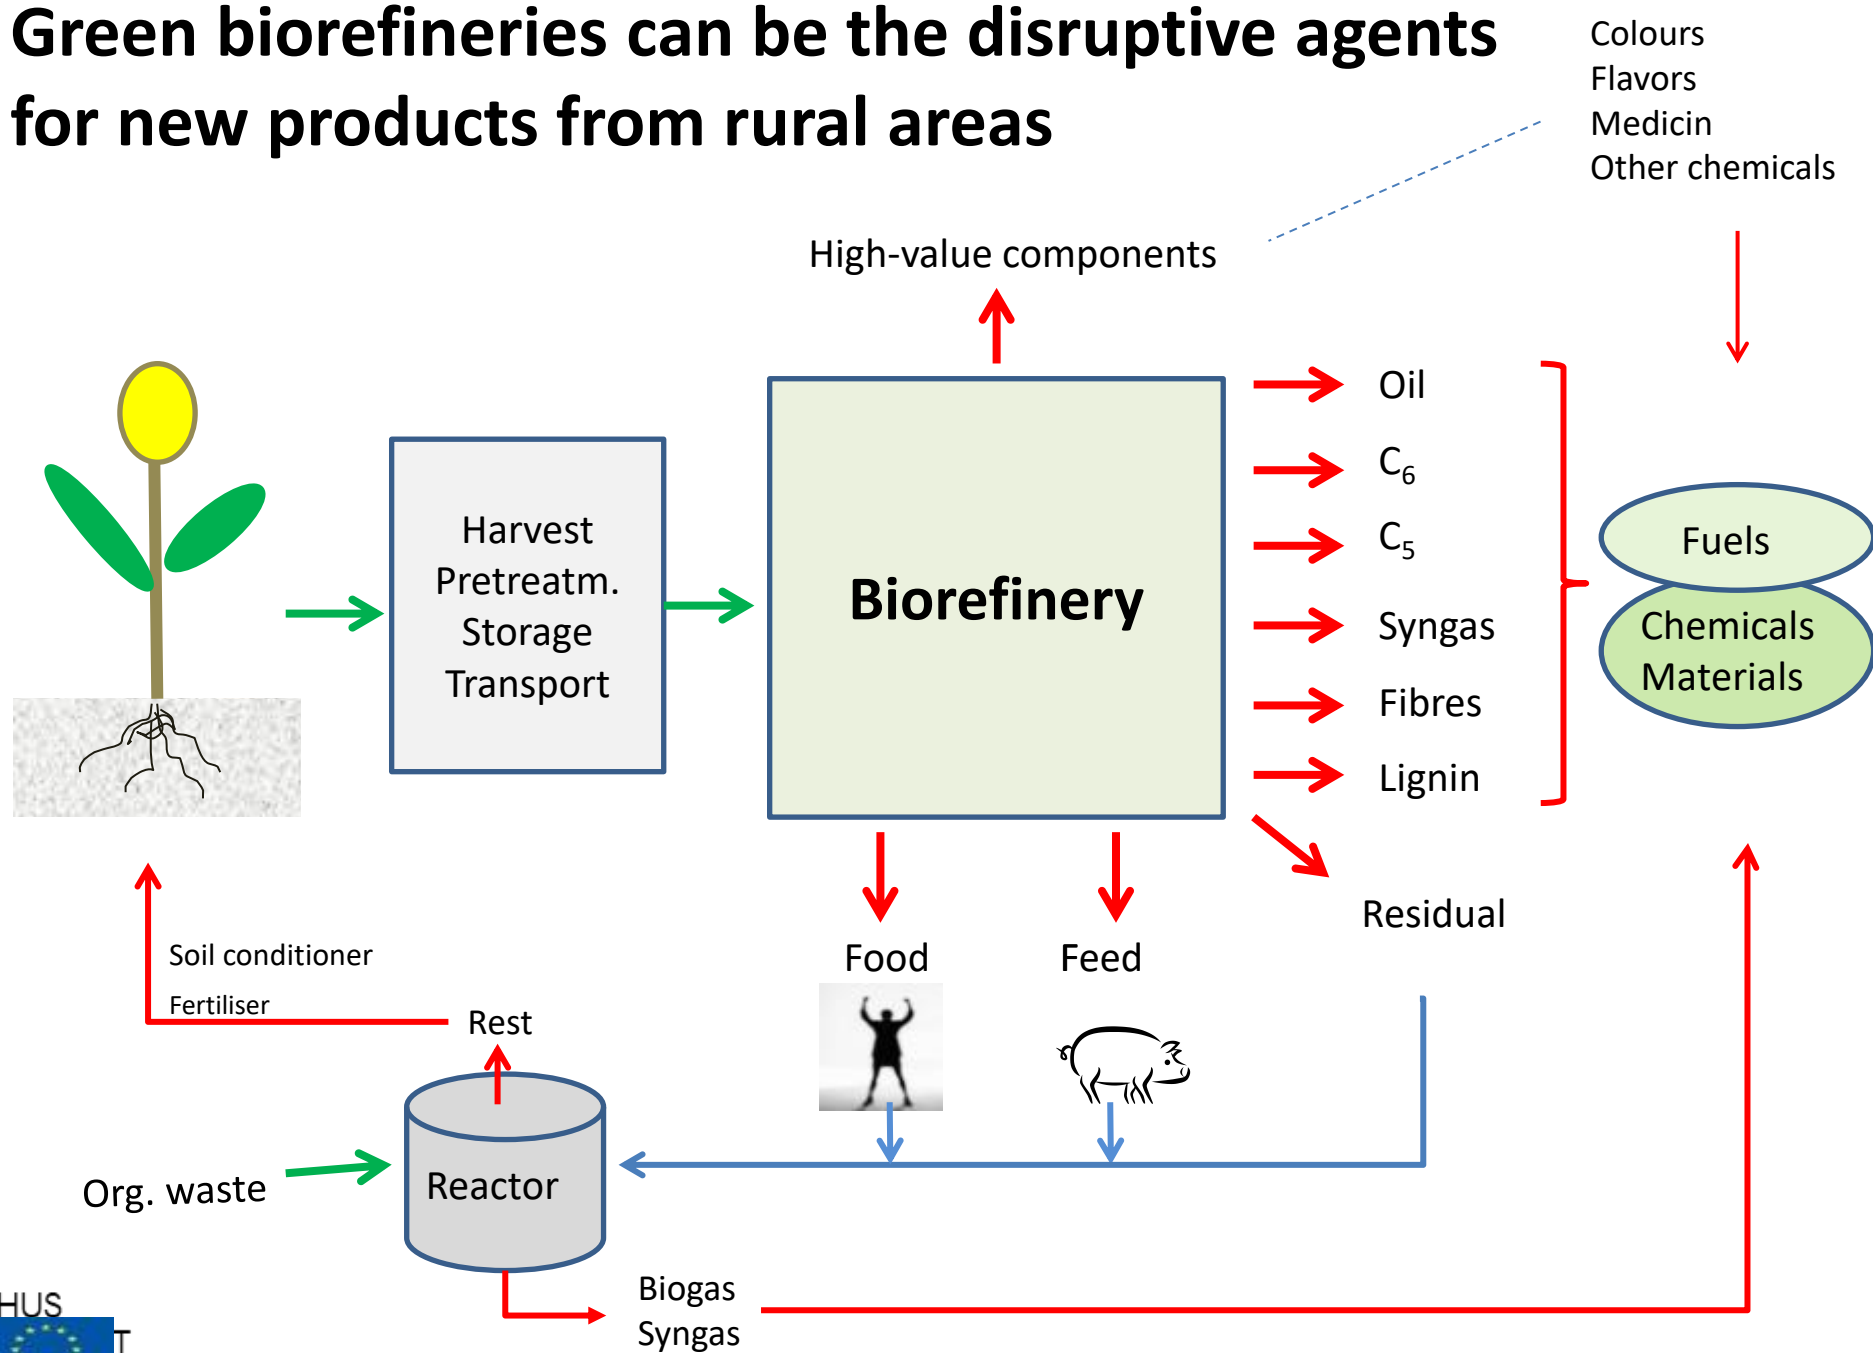 Green biorefineries can be the disruptive agents
for new products from rural areas
Colours
Flavors
Medicin
Other chemicals
High-value components
Harvest
Pretreatm.
Storage
Transport
Biorefinery
Oil
C₆
C₅
Syngas
Fibres
Lignin
Fuels
Chemicals
Materials
Residual
Food
Feed
Soil conditioner
Fertiliser
Rest
Org. waste
Reactor
Biogas
Syngas
HUS
T